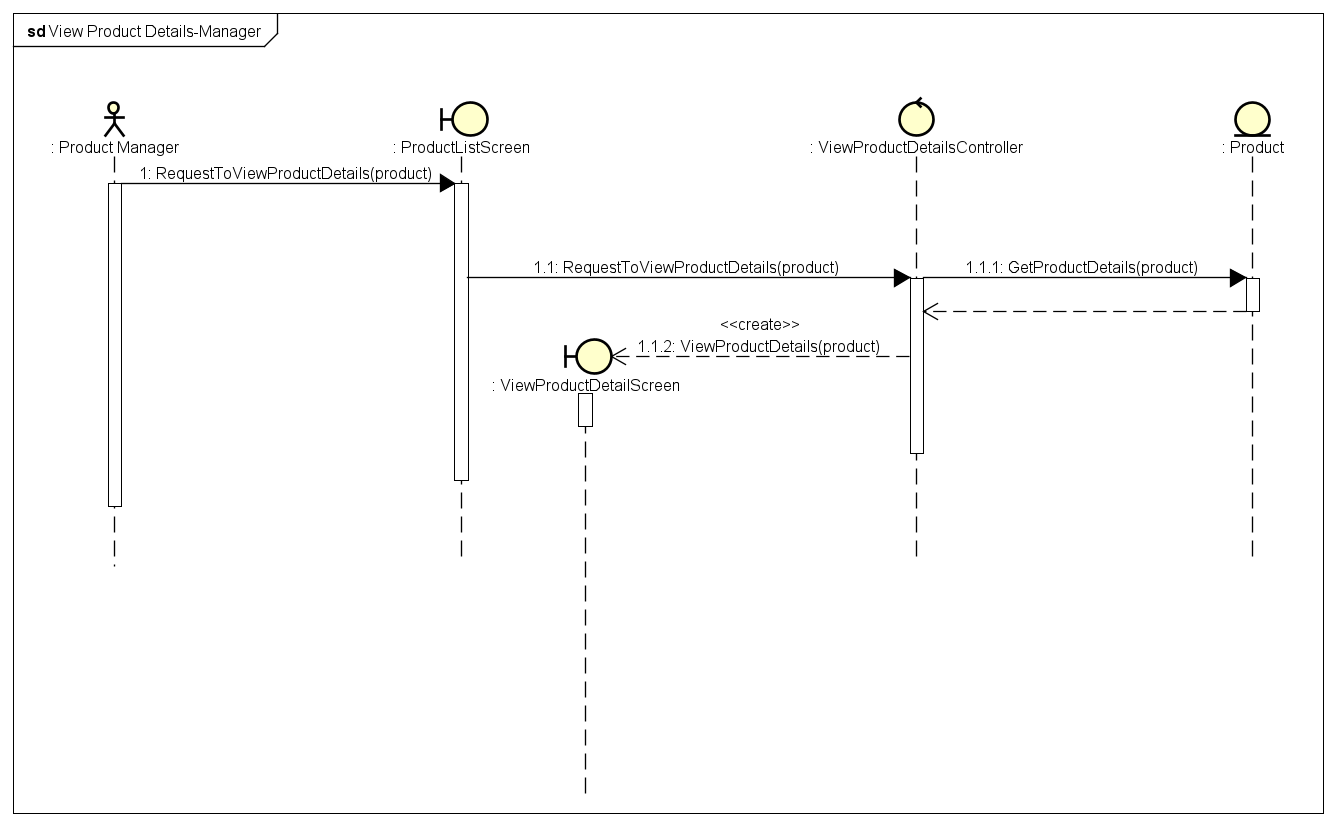 sd View Product Details-Manager
: Product Manager
: ProductListScreen
: ViewProductDetailsController
: Product
1: RequestToViewProductDetails(product)
1.1: RequestToViewProductDetails(product)
1.1.1: GetProductDetails(product)
<<create>>
1.1.2: ViewProductDetails(product)
: ViewProductDetailScreen